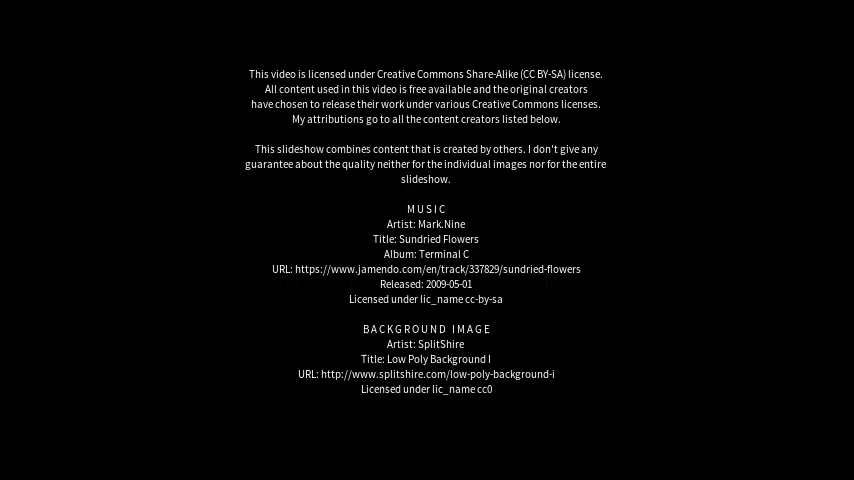 This video is licensed under Creative Commons Share-Alike (CC BY-SA) license.
All content used in this video is free available and the original creators
have chosen to release their work under various Creative Commons licenses.
My attributions go to all the content creators listed below.
This slideshow combines content that is created by others. I don't give any
guarantee about the quality neither for the individual images nor for the entire
slideshow.
M U S I C
Artist: Mark.Nine
Title: Sundried Flowers
Album: Terminal C
URL: https://www.jamendo.com/en/track/337829/sundried-flowers
Released: 2009-05-01
Licensed under lic_name cc-by-sa
B A C K G R O U N D   I M A G E
Artist: SplitShire
Title: Low Poly Background I
URL: http://www.splitshire.com/low-poly-background-i
Licensed under lic_name cc0